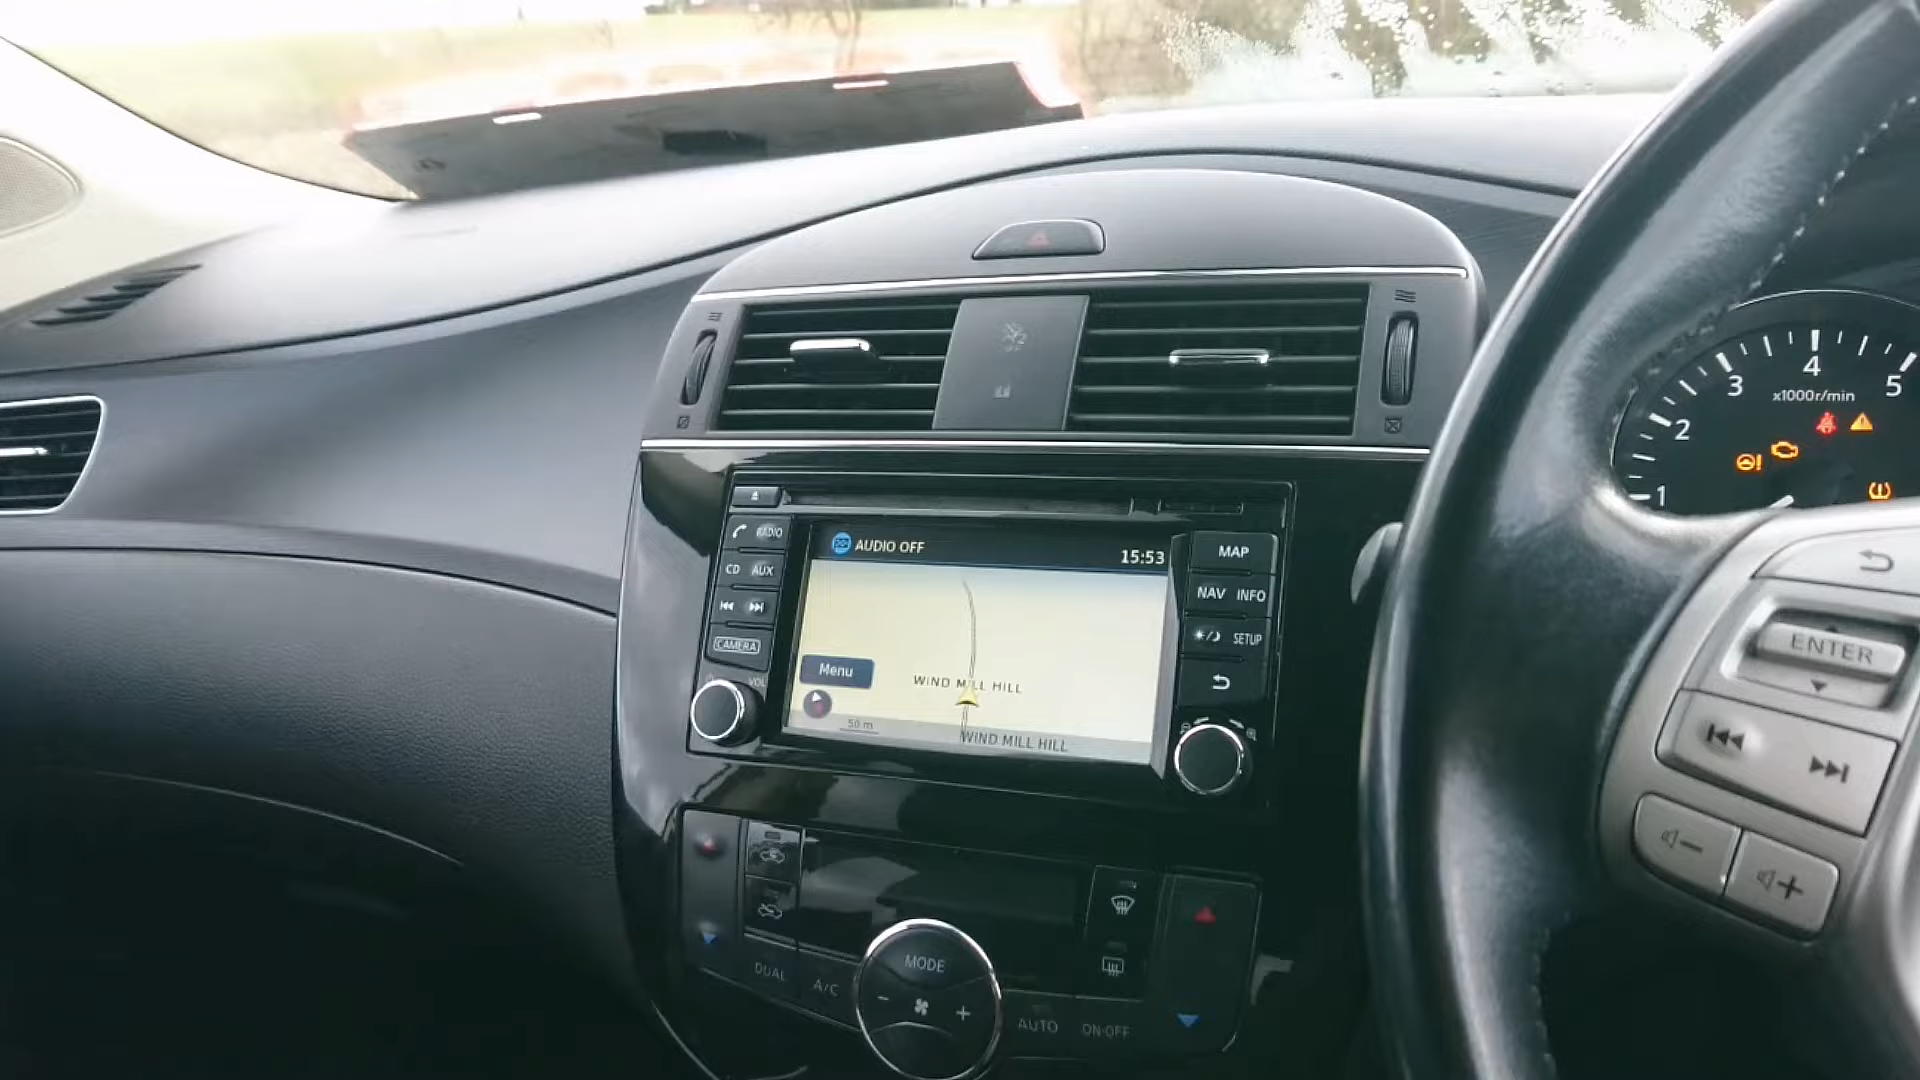 3
4
5
x1000r/min
2
1
RADIO
CD AUX
CAMERA
VOL
AUDIO OFF
15:53
Menu
WIND MILL HILL
50 m
WIND MILL HILL
MAP
NAV INFO
SETUP
ENTER
DUAL
A/C
MODE
- +
AUTO
ON·OFF
- 
+